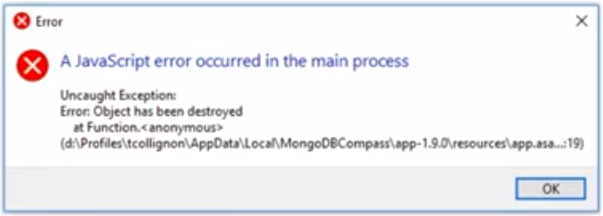 Error
A JavaScript error occurred in the main process
Uncaught Exception:
Error: Object has been destroyed
at Function.<anonymous>
(d:\Profiles\tcollignon\AppData\Local\MongoDBCompass\app-1.9.0\resources\app.asa...:19)
OK